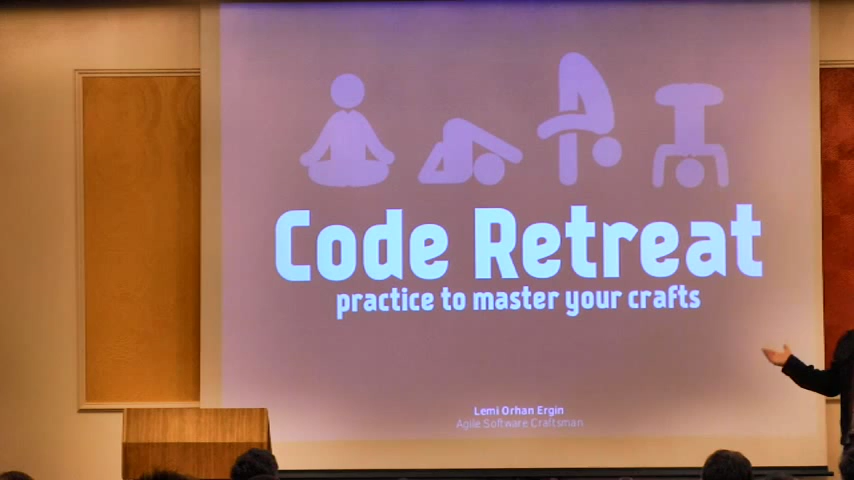 Code Retreat
practice to master your crafts
Lemi Orhan Ergin
Agile Software Craftsman